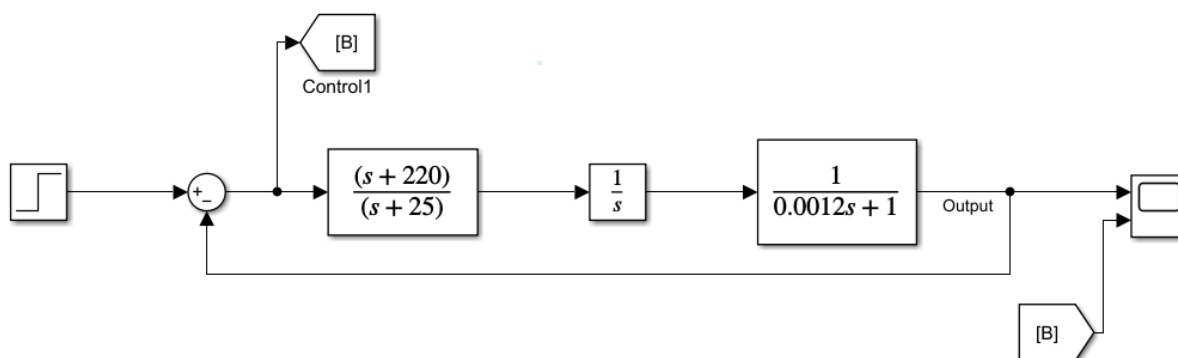 [B]
Control1
+
−
(s + 220)
(s + 25)
1
s
1
0.0012s + 1
Output
[B]